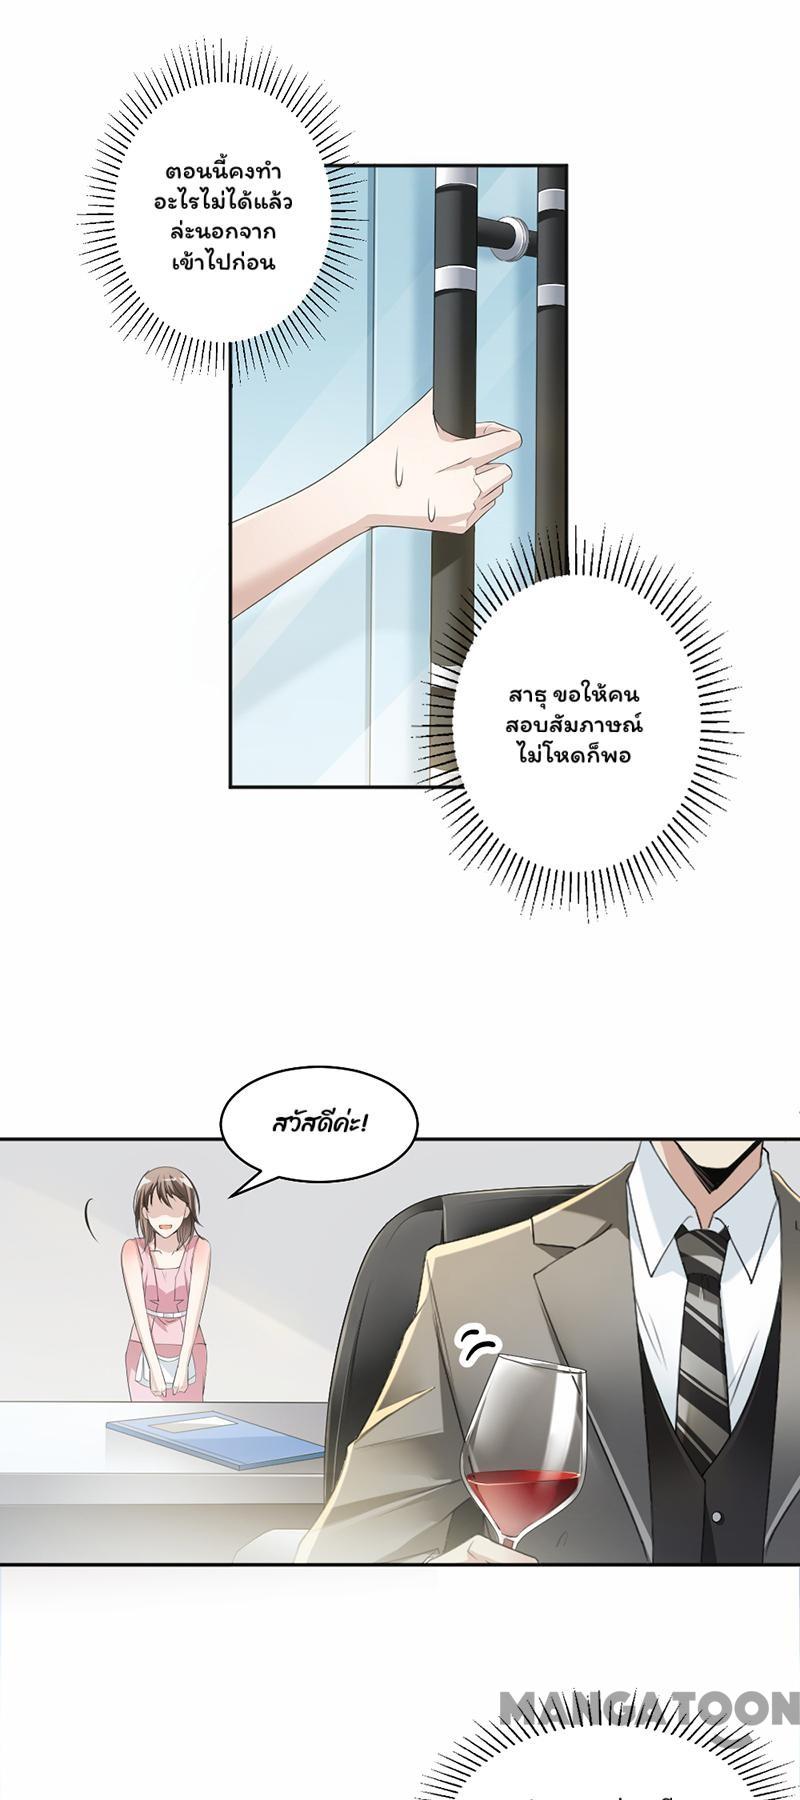 ตอนนี้คงทำ
อะไรไม่ได้แล้ว
ล่ะนอกจาก
เข้าไปก่อน
สาธุ ขอให้คน
สอบสัมภาษณ์
ไม่โหดก็พอ
สวัสดีค่ะ!
MANGATOON